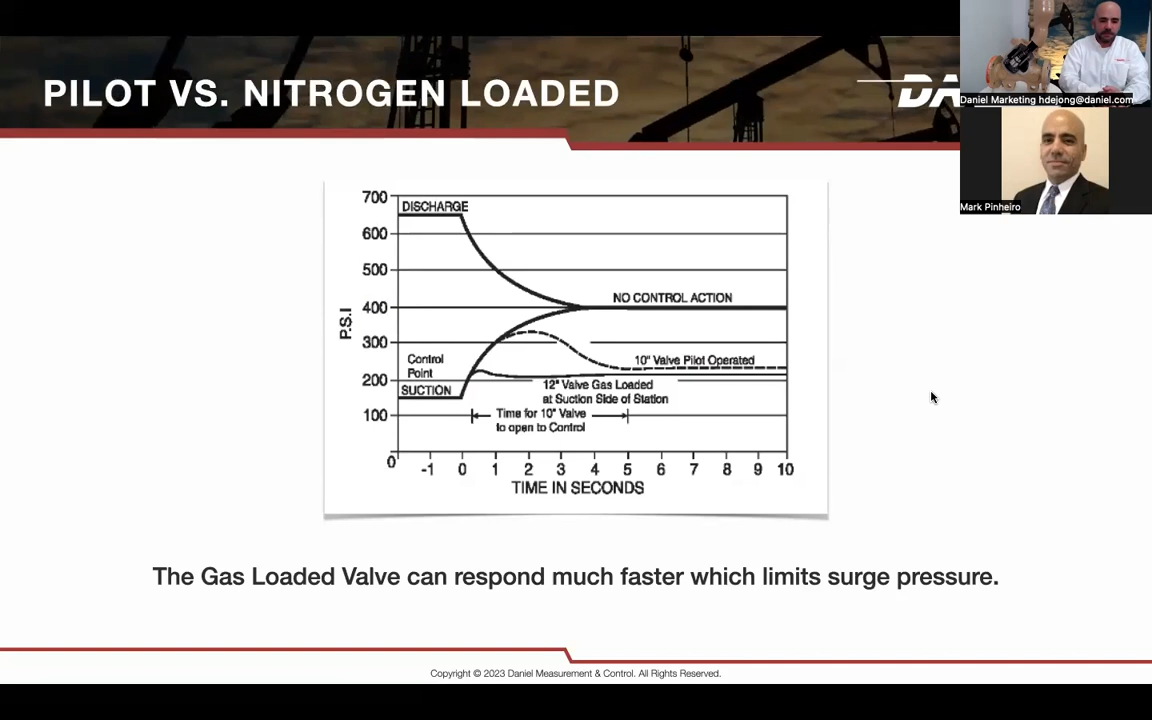 PILOT VS. NITROGEN LOADED
DA
Daniel Marketing hdejong@daniel.com
Mark Pinheiro
700
DISCHARGE
600
500
400
NO CONTROL ACTION
P.S.I
300
Control
Point
10" Valve Pilot Operated
200
SUCTION
12" Valve Gas Loaded
at Suction Side of Station
100
Time for 10" Valve
to open to Control
0
-1 0 1 2 3 4 5 6 7 8 9 10
TIME IN SECONDS
The Gas Loaded Valve can respond much faster which limits surge pressure.
Copyright © 2023 Daniel Measurement & Control. All Rights Reserved.